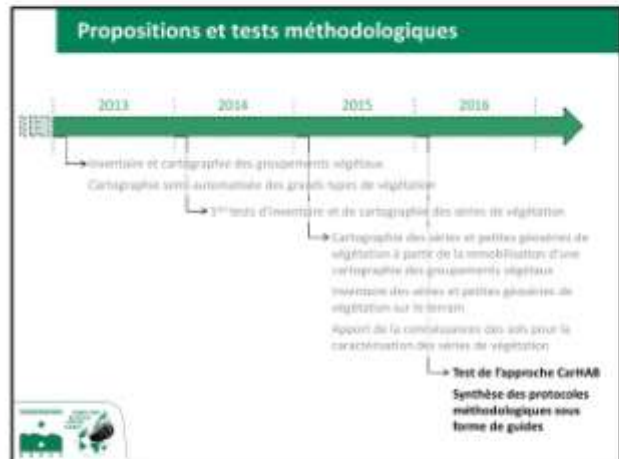 Propositions et tests méthodologiques
2013 2014 2015 2016
Inventaire et cartographie des groupements végétaux
Cartographie semi-automatisée des grands types de végétation
1ers tests d'inventaire et de cartographie des séries de végétation
Cartographie des séries et petites géoséries de
végétation à partir de la remobilisation d'une
cartographie des groupements végétaux
Inventaire des séries et petites géoséries de
végétation sur le terrain
Apport de la connaissances des sols pour la
caractérisation des séries de végétation
Test de l'approche CarHAB
Synthèse des protocoles
méthodologiques sous
forme de guides